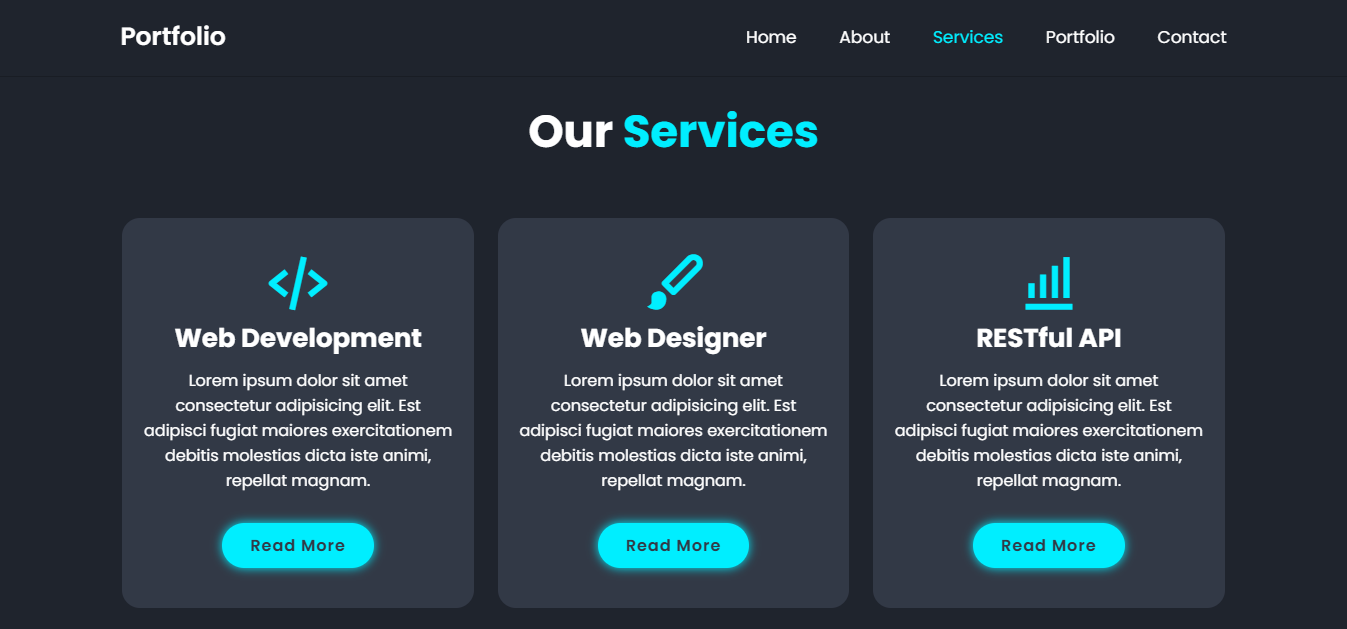 Portfolio
Home About Services Portfolio Contact
Our Services
Web Development
Lorem ipsum dolor sit amet
consectetur adipisicing elit. Est
adipisci fugiat maiores exercitationem
debitis molestias dicta iste animi,
repellat magnam.
Read More
Web Designer
Lorem ipsum dolor sit amet
consectetur adipisicing elit. Est
adipisci fugiat maiores exercitationem
debitis molestias dicta iste animi,
repellat magnam.
Read More
RESTful API
Lorem ipsum dolor sit amet
consectetur adipisicing elit. Est
adipisci fugiat maiores exercitationem
debitis molestias dicta iste animi,
repellat magnam.
Read More